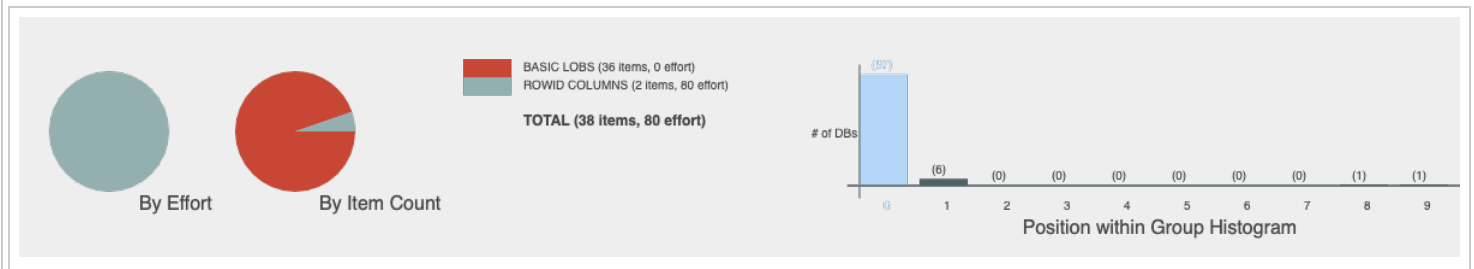 BASIC LOBS (36 items, 0 effort)
ROWID COLUMNS (2 items, 80 effort)
TOTAL (38 items, 80 effort)
By Effort
By Item Count
(97)
# of DBs
(6) (0) (0) (0) (0) (0) (0) (1) (1)
0 1 2 3 4 5 6 7 8 9
Position within Group Histogram